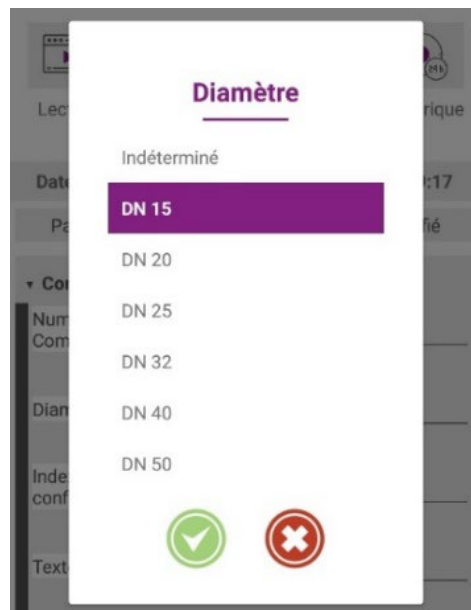 Diamètre
Indéterminé
DN 15
DN 20
DN 25
DN 32
DN 40
DN 50